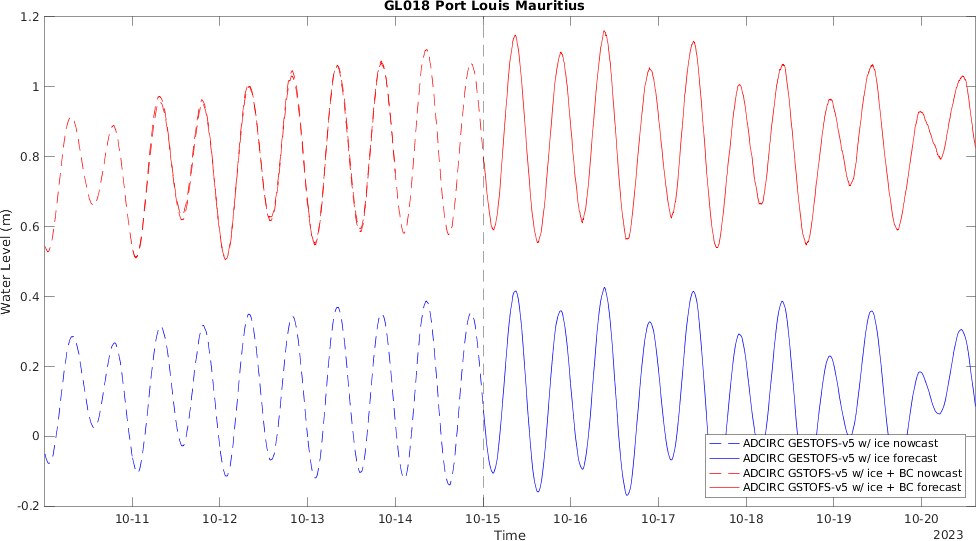 GL018 Port Louis Mauritius
1.2
1
0.8
0.6
0.4
0.2
0
-0.2
Water Level (m)
ADCIRC GESTOFS-v5 w/ ice nowcast
ADCIRC GESTOFS-v5 w/ ice forecast
ADCIRC GSTOFS-v5 w/ ice + BC nowcast
ADCIRC GSTOFS-v5 w/ ice + BC forecast
10-11 10-12 10-13 10-14 10-15 10-16 10-17 10-18 10-19 10-20
Time
2023